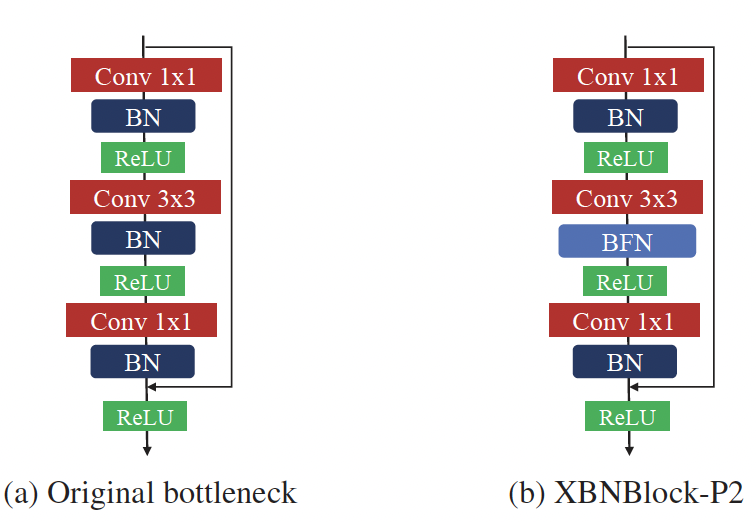 Conv 1x1
BN
ReLU
Conv 3x3
BN
ReLU
Conv 1x1
BN
ReLU
(a) Original bottleneck
Conv 1x1
BN
ReLU
Conv 3x3
BFN
ReLU
Conv 1x1
BN
ReLU
(b) XBNBlock-P2